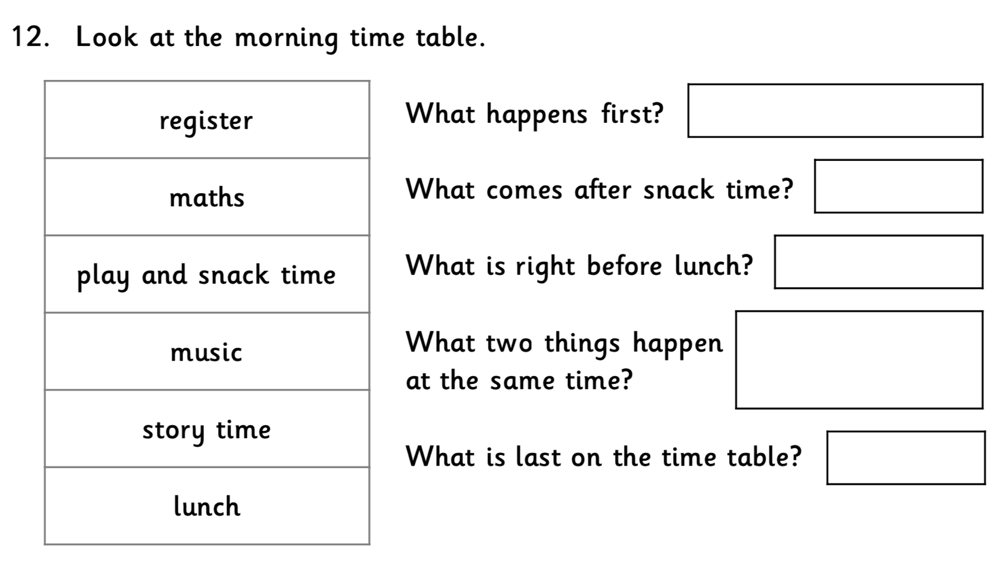 12. Look at the morning time table.
register
maths
play and snack time
music
story time
lunch
What happens first?
What comes after snack time?
What is right before lunch?
What two things happen
at the same time?
What is last on the time table?